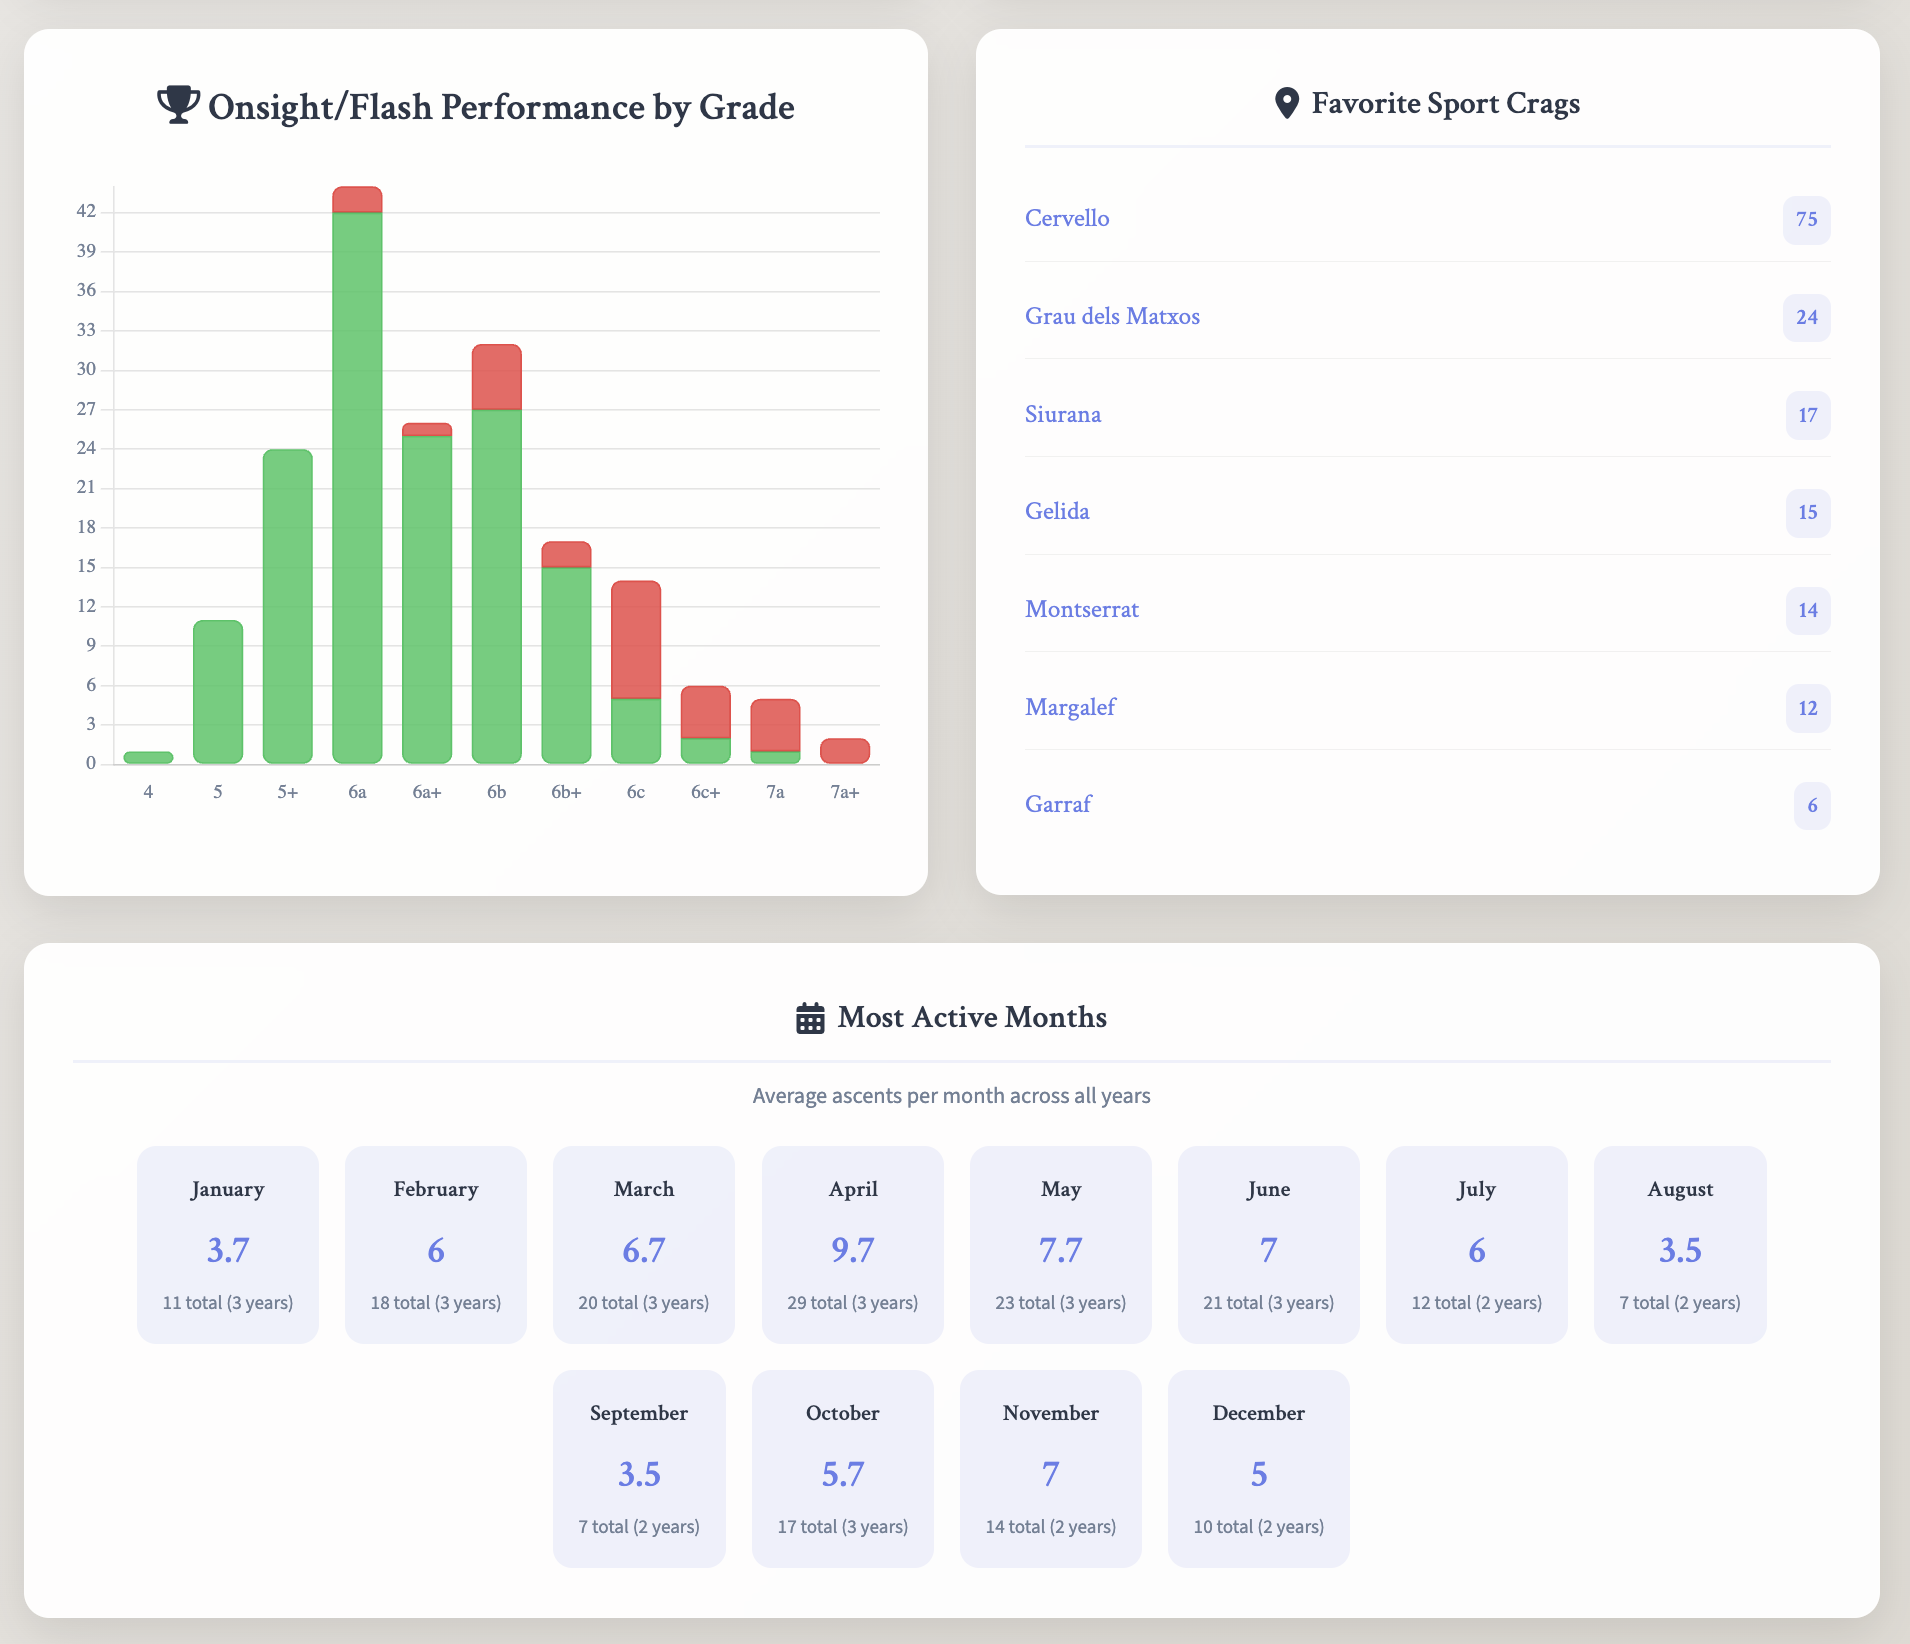 Onsight/Flash Performance by Grade
42
39
36
33
30
27
24
21
18
15
12
9
6
3
0
4 5 5+ 6a 6a+ 6b 6b+ 6c 6c+ 7a 7a+
Favorite Sport Crags
Cervello 75
Grau dels Matxos 24
Siurana 17
Gelida 15
Montserrat 14
Margalef 12
Garraf 6
Most Active Months
Average ascents per month across all years
January February March April May June July August
3.7 6 6.7 9.7 7.7 7 6 3.5
11 total (3 years) 18 total (3 years) 20 total (3 years) 29 total (3 years) 23 total (3 years) 21 total (3 years) 12 total (2 years) 7 total (2 years)
September October November December
3.5 5.7 7 5
7 total (2 years) 17 total (3 years) 14 total (2 years) 10 total (2 years)